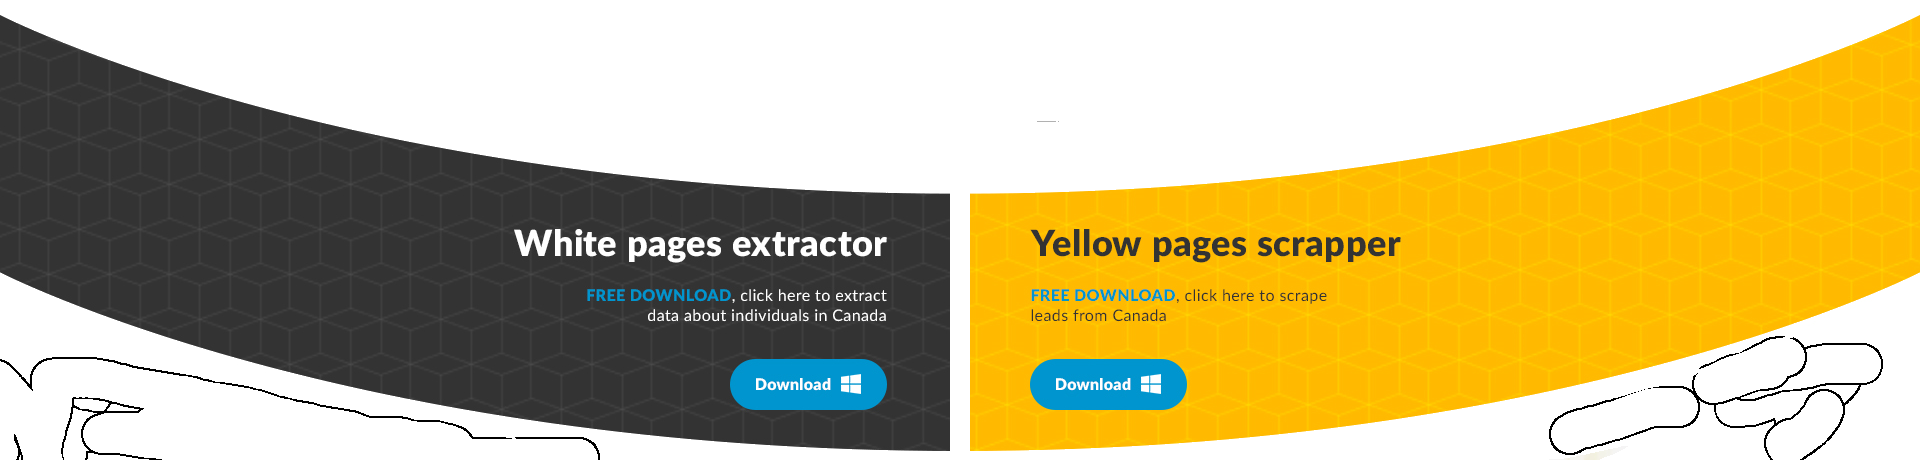 White pages extractor
FREE DOWNLOAD, click here to extract
data about individuals in Canada
Download
Yellow pages scrapper
FREE DOWNLOAD, click here to scrape
leads from Canada
Download